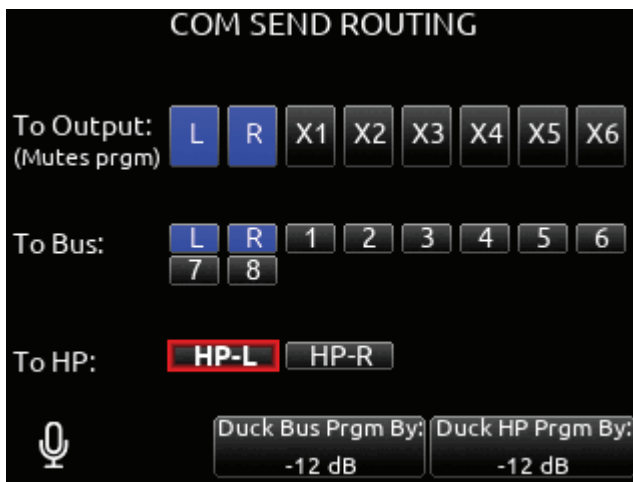 COM SEND ROUTING
To Output: L R X1 X2 X3 X4 X5 X6
(Mutes prgm)
To Bus: L R 1 2 3 4 5 6
7 8
To HP: HP-L HP-R
Duck Bus Prgm By: Duck HP Prgm By:
-12 dB -12 dB